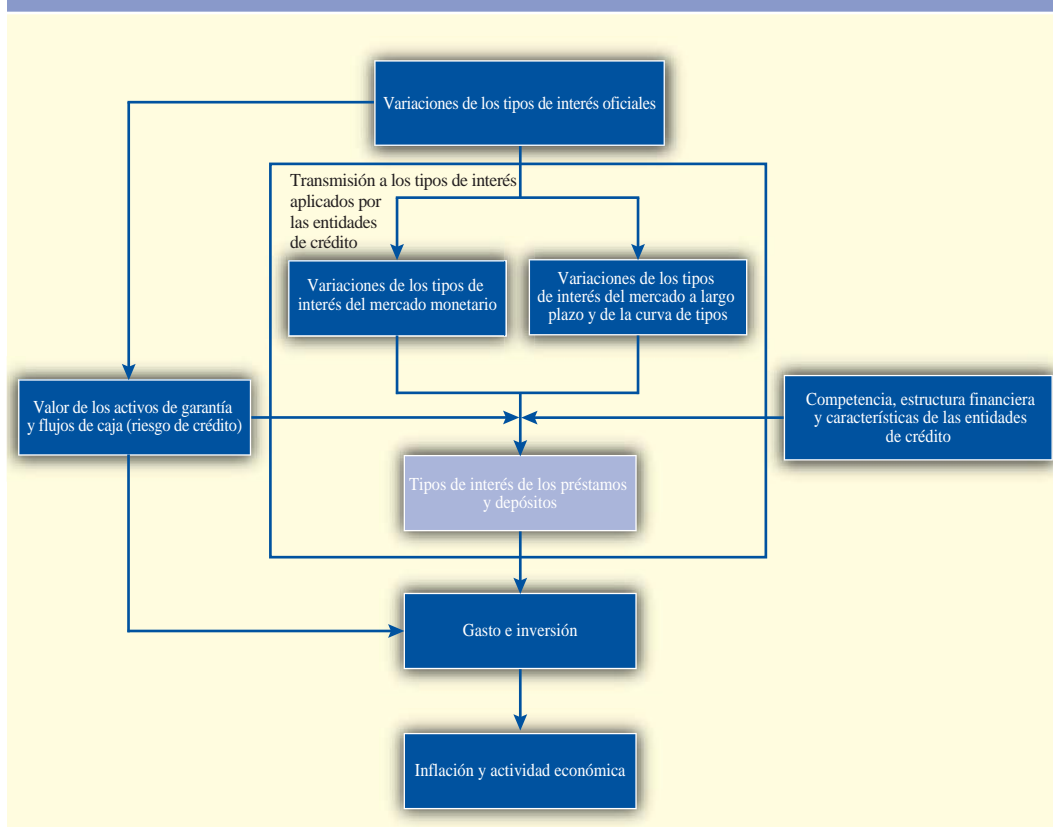 Variaciones de los tipos de interés oficiales
Transmisión a los tipos de interés
aplicados por
las entidades
de crédito
Variaciones de los tipos de
interés del mercado monetario
Variaciones de los tipos
de interés del mercado a largo
plazo y de la curva de tipos
Valor de los activos de garantía
y flujos de caja (riesgo de crédito)
Competencia, estructura financiera
y características de las entidades
de crédito
Tipos de interés de los préstamos
y depósitos
Gasto e inversión
Inflación y actividad económica